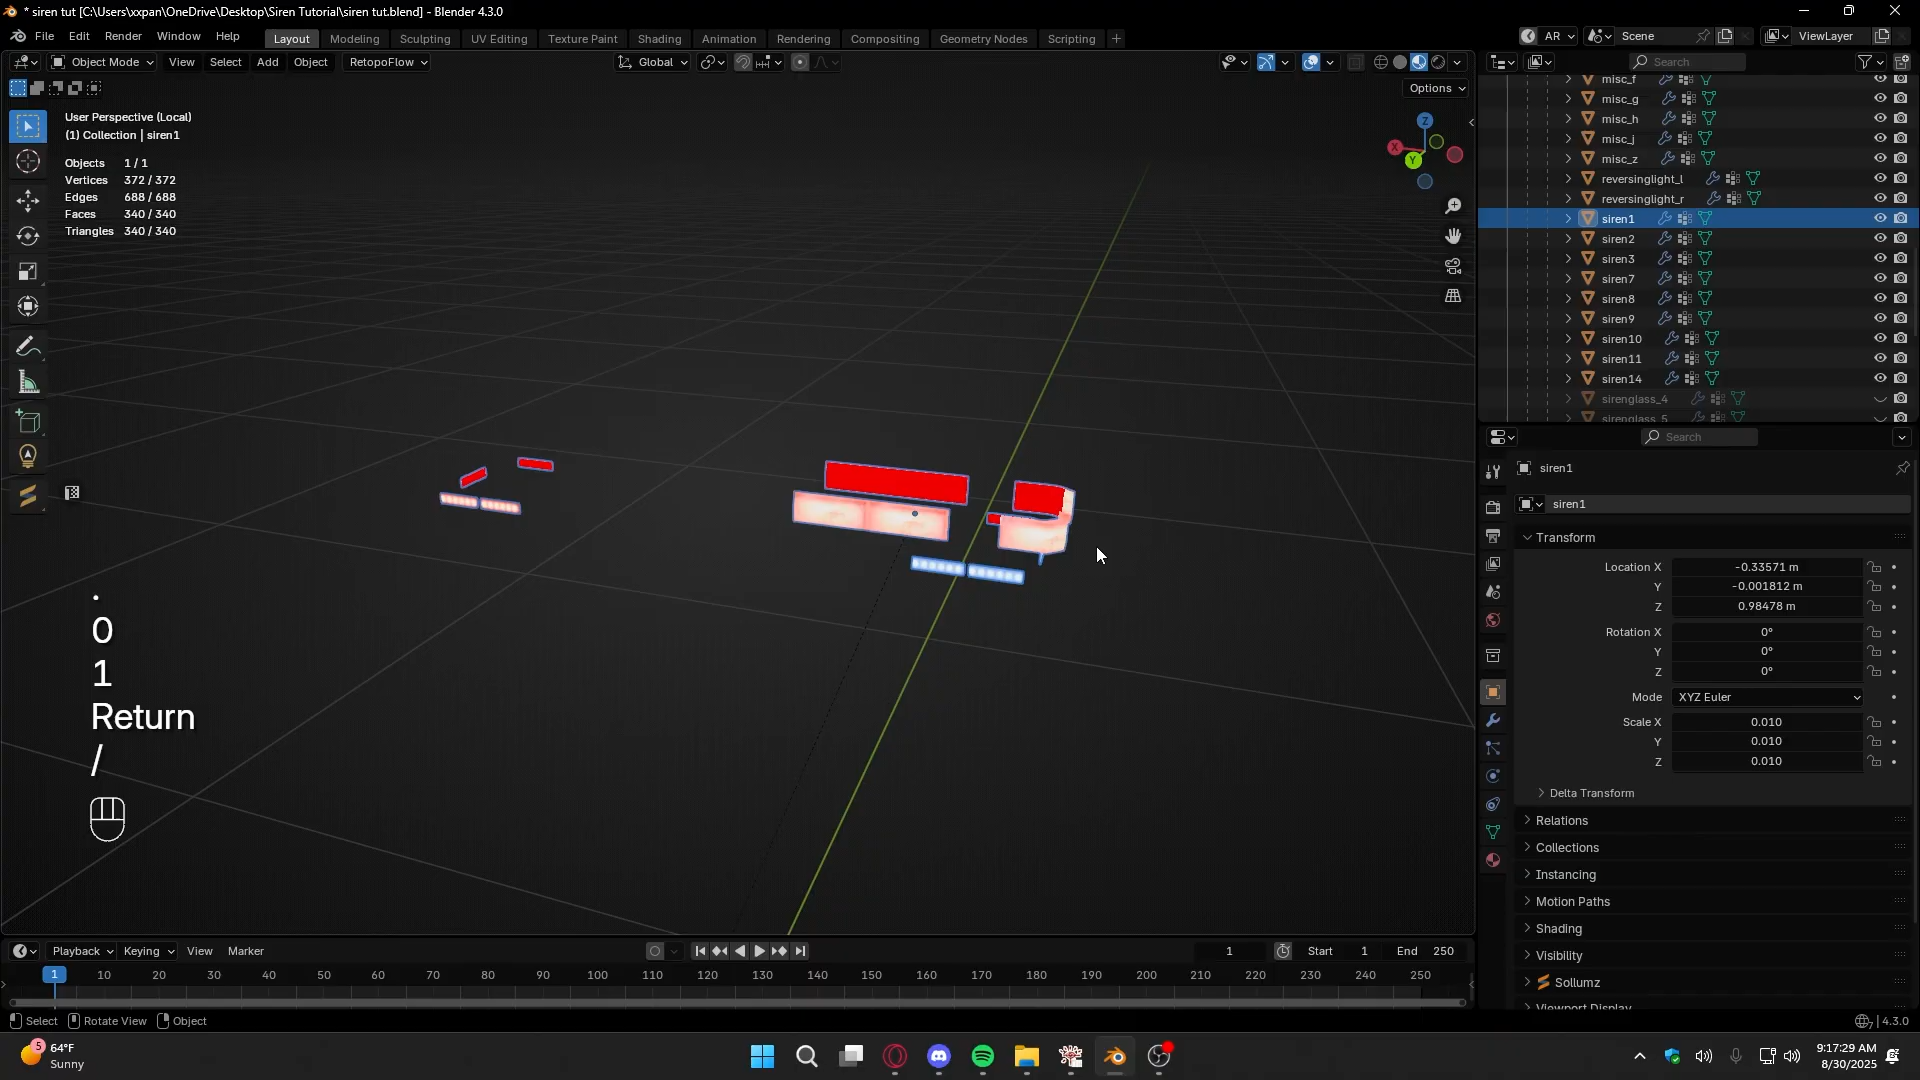 * siren tut [C:\Users\xxpan\OneDrive\Desktop\Siren Tutorial\siren tut.blend] - Blender 4.3.0
File Edit Render Window Help Layout Modeling Sculpting UV Editing Texture Paint Shading Animation Rendering Compositing Geometry Nodes Scripting + AR Scene ViewLayer
Object Mode View Select Add Object RetopoFlow Global Search
Options
User Perspective (Local)
(1) Collection | siren1
Objects 1 / 1
Vertices 372 / 372
Edges 688 / 688
Faces 340 / 340
Triangles 340 / 340
Z
X
Y
misc_f
misc_g
misc_h
misc_j
misc_z
reversinglight_l
reversinglight_r
siren1
siren2
siren3
siren7
siren8
siren9
siren10
siren11
siren14
sirenglass_4
sirenglass_5
Search
siren1
siren1
Transform
Location X -0.33571 m
Y -0.001812 m
Z 0.98478 m
Rotation X 0°
Y 0°
Z 0°
Mode XYZ Euler
Scale X 0.010
Y 0.010
Z 0.010
Delta Transform
Relations
Collections
Instancing
Motion Paths
Shading
Visibility
Sollumz
Viewport Display
.
0
1
Return
/
Playback Keying View Marker 1 Start 1 End 250
1 10 20 30 40 50 60 70 80 90 100 110 120 130 140 150 160 170 180 190 200 210 220 230 240 250
Select Rotate View Object 4.3.0
5
64°F
Sunny
9:17:29 AM
8/30/2025